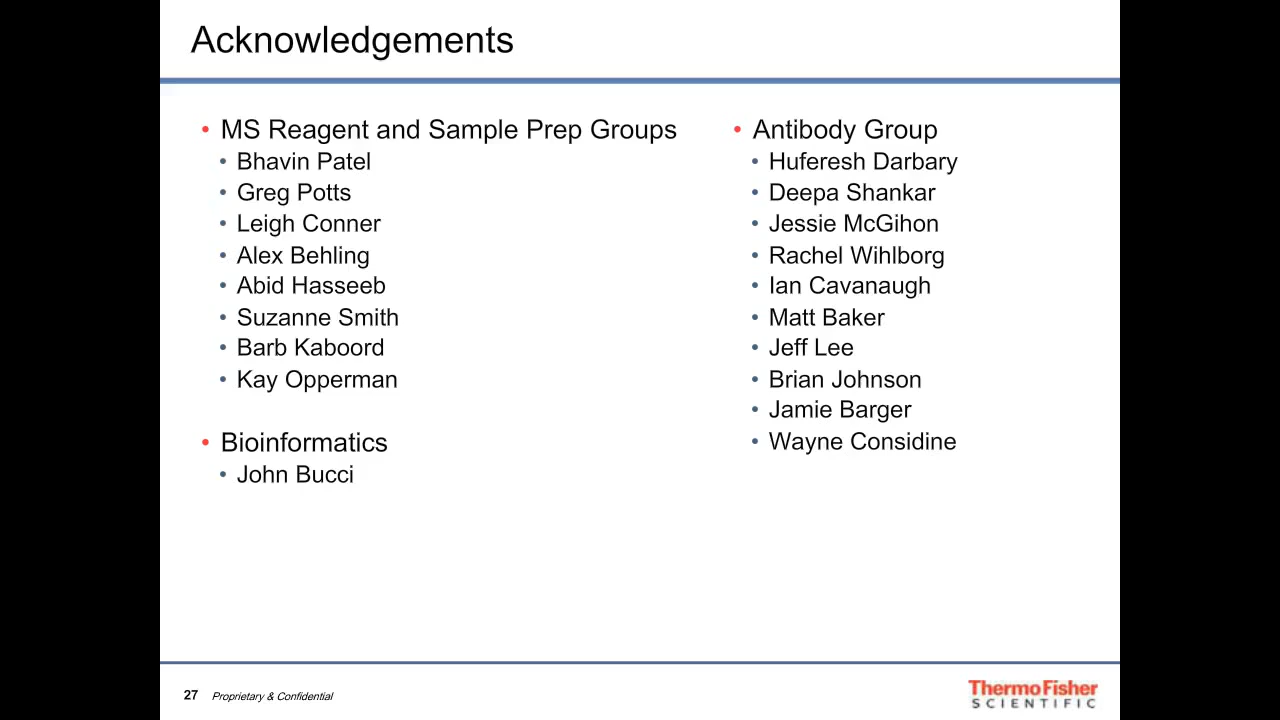 Acknowledgements
• MS Reagent and Sample Prep Groups
• Bhavin Patel
• Greg Potts
• Leigh Conner
• Alex Behling
• Abid Hasseeb
• Suzanne Smith
• Barb Kaboord
• Kay Opperman
• Bioinformatics
• John Bucci
• Antibody Group
• Huferesh Darbary
• Deepa Shankar
• Jessie McGihon
• Rachel Wihlborg
• Ian Cavanaugh
• Matt Baker
• Jeff Lee
• Brian Johnson
• Jamie Barger
• Wayne Considine
27 Proprietary & Confidential
ThermoFisher
SCIENTIFIC